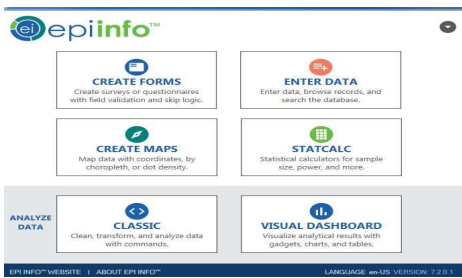 ei epi info™
CREATE FORMS
Create surveys or questionnaires
with field validation and skip logic.
ENTER DATA
Enter data, browse records, and
search the database.
CREATE MAPS
Map data with coordinates, by
choropleth, or dot density.
STATCALC
Statistical calculators for sample
size, power, and more.
ANALYZE
DATA
CLASSIC
Clean, transform, and analyze data
with commands.
VISUAL DASHBOARD
Visualize analytical results with
gadgets, charts, and tables.
EPI INFO™ WEBSITE | ABOUT EPI INFO™ LANGUAGE en-US VERSION: 7.2.0.1